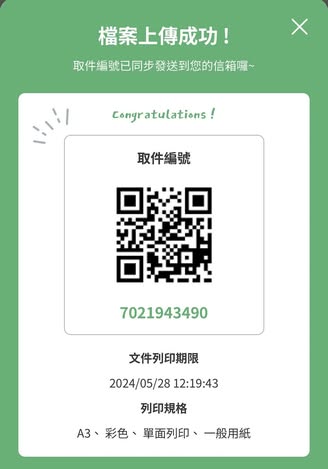 檔案上傳成功！
取件編號已同步發送到您的信箱囉~
Congratulations！
取件編號
7021943490
文件列印期限
2024/05/28 12:19:43
列印規格
A3、 彩色、 單面列印、 一般用紙